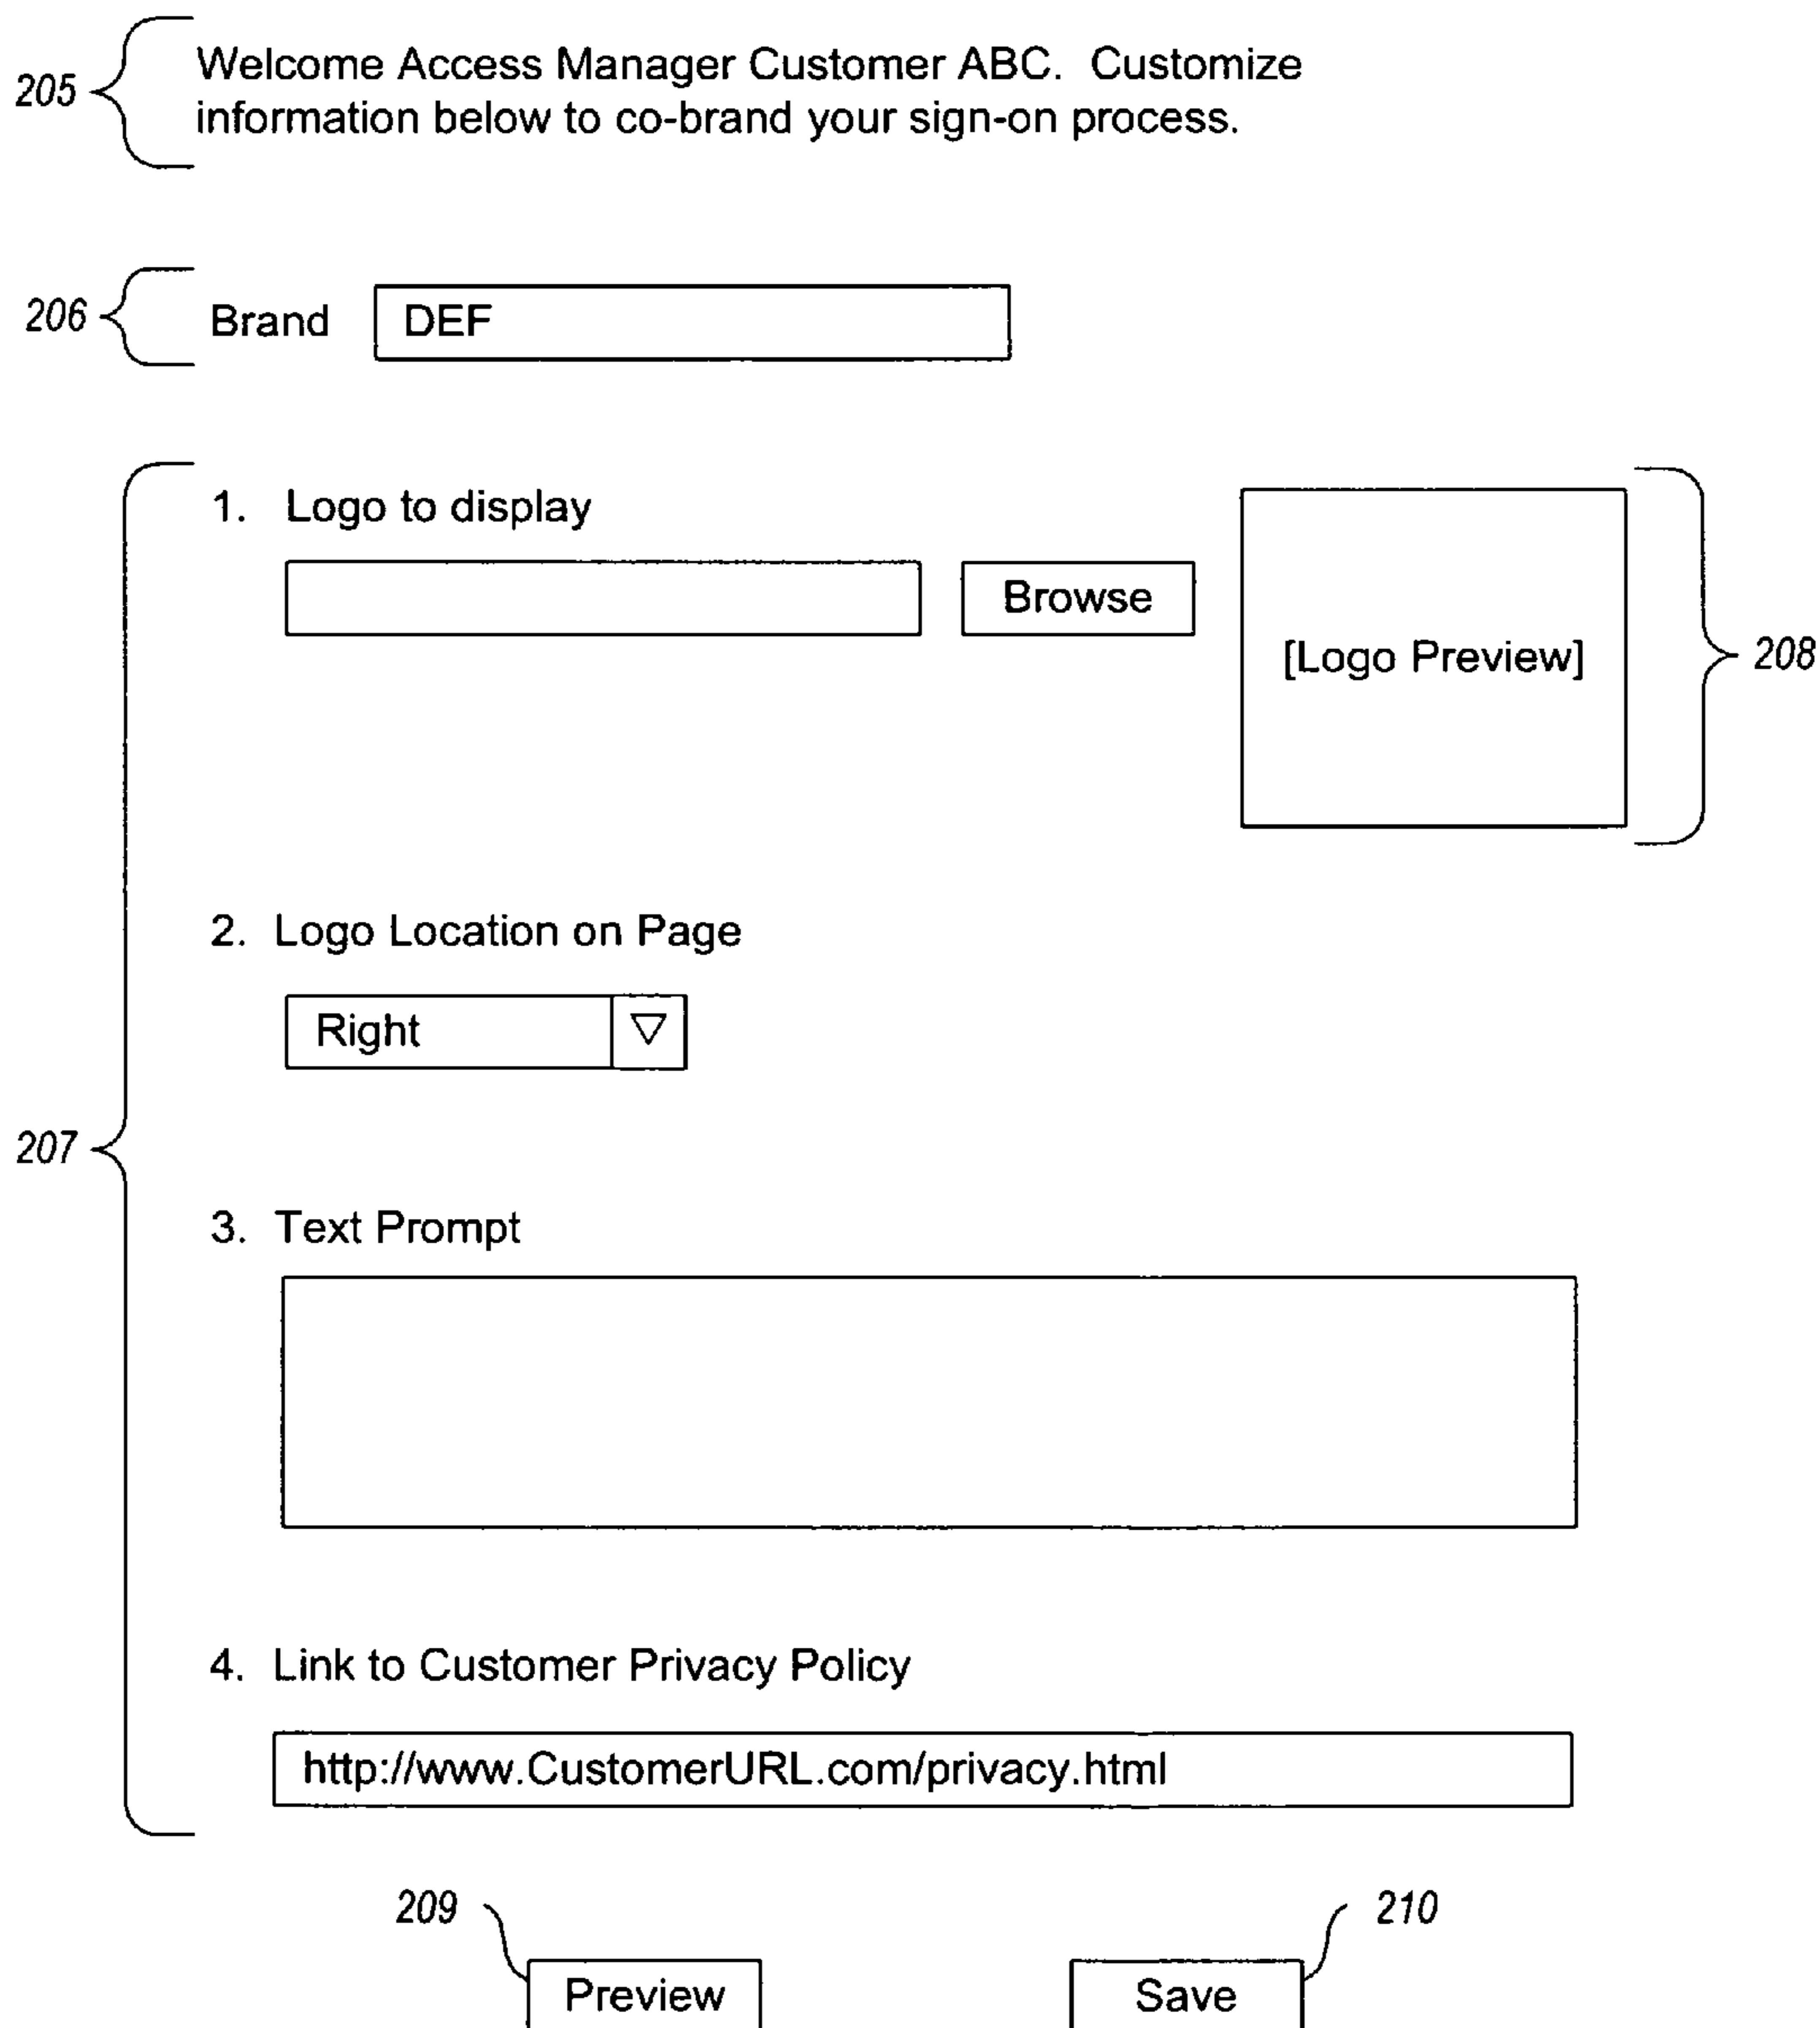 205
Welcome Access Manager Customer ABC. Customize
information below to co-brand your sign-on process.
206
Brand DEF
1. Logo to display
Browse
[Logo Preview]
208
2. Logo Location on Page
Right
207
3. Text Prompt
4. Link to Customer Privacy Policy
http://www.CustomerURL.com/privacy.html
209
210
Preview
Save